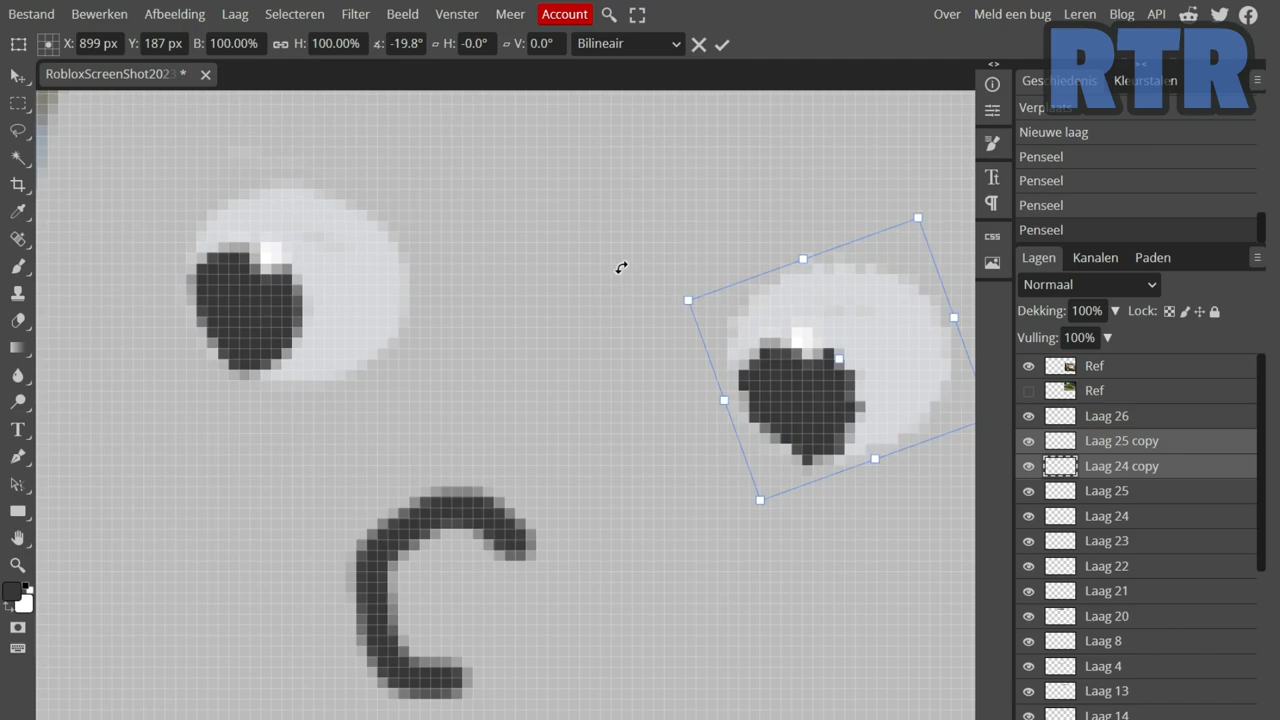 Bestand Bewerken Afbeelding Laag Selecteren Filter Beeld Venster Meer Account Over Meld een bug Leren Blog API
X: 899 px Y: 187 px B: 100.00% H: 100.00% -19.8° H: -0.0° V: 0.0° Bilineair
RobloxScreenShot2023 *
RTR
Geschiedenis Kleurstalen
Verplaats
Nieuwe laag
Penseel
Penseel
Penseel
Penseel
CSS
Lagen Kanalen Paden
Normaal
Dekking: 100% Lock:
Vulling: 100%
Ref
Ref
Laag 26
Laag 25 copy
Laag 24 copy
Laag 25
Laag 24
Laag 23
Laag 22
Laag 21
Laag 20
Laag 8
Laag 4
Laag 13
Laag 14